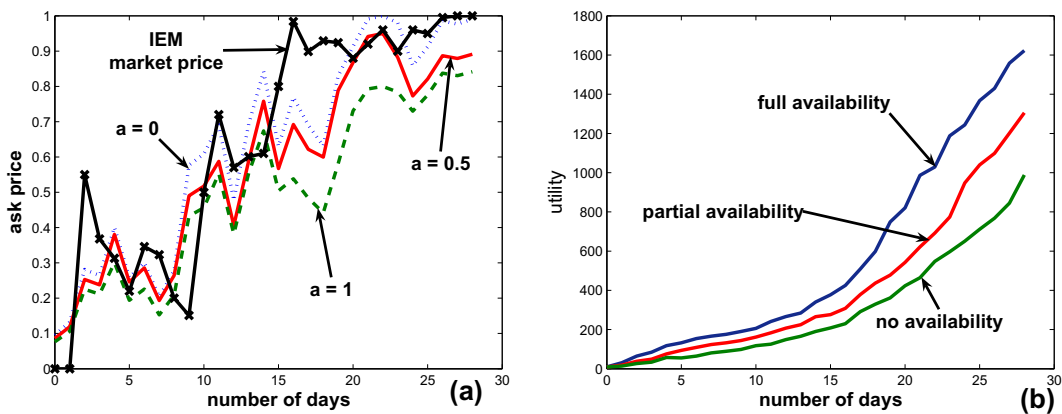 1
0.9
0.8
0.7
0.6
0.5
0.4
0.3
0.2
0.1
0
ask price
IEM
market price
a = 0
a = 0.5
a = 1
0 5 10 15 20 25 30
number of days
(a)
1800
1600
1400
1200
1000
800
600
400
200
0
utility
full availability
partial availability
no availability
0 5 10 15 20 25 30
number of days
(b)